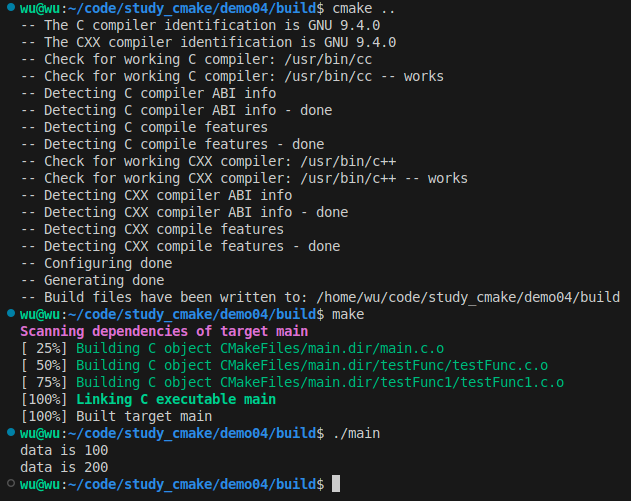 wu@wu:~/code/study_cmake/demo04/build$ cmake ..
-- The C compiler identification is GNU 9.4.0
-- The CXX compiler identification is GNU 9.4.0
-- Check for working C compiler: /usr/bin/cc
-- Check for working C compiler: /usr/bin/cc -- works
-- Detecting C compiler ABI info
-- Detecting C compiler ABI info - done
-- Detecting C compile features
-- Detecting C compile features - done
-- Check for working CXX compiler: /usr/bin/c++
-- Check for working CXX compiler: /usr/bin/c++ -- works
-- Detecting CXX compiler ABI info
-- Detecting CXX compiler ABI info - done
-- Detecting CXX compile features
-- Detecting CXX compile features - done
-- Configuring done
-- Generating done
-- Build files have been written to: /home/wu/code/study_cmake/demo04/build
wu@wu:~/code/study_cmake/demo04/build$ make
Scanning dependencies of target main
[ 25%] Building C object CMakeFiles/main.dir/main.c.o
[ 50%] Building C object CMakeFiles/main.dir/testFunc/testFunc.c.o
[ 75%] Building C object CMakeFiles/main.dir/testFunc1/testFunc1.c.o
[100%] Linking C executable main
[100%] Built target main
wu@wu:~/code/study_cmake/demo04/build$ ./main
data is 100
data is 200
wu@wu:~/code/study_cmake/demo04/build$